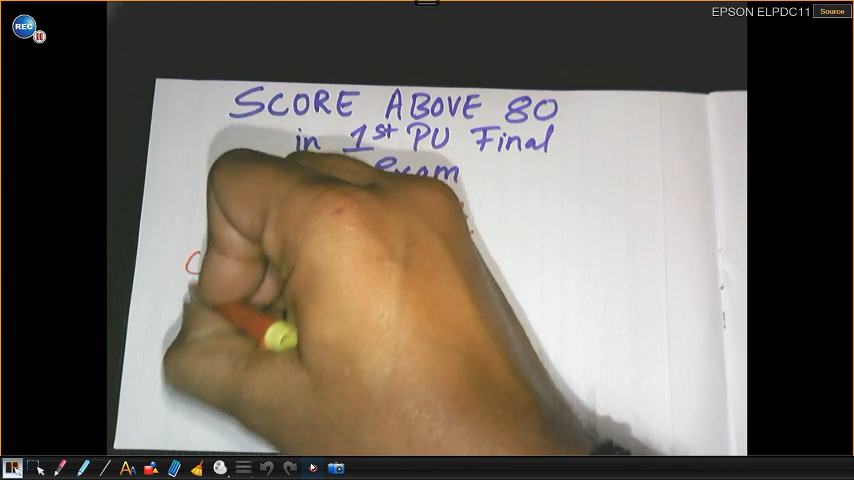 REC
EPSON ELPDC11
Source
SCORE ABOVE 80
in 1st PU Final
Exam